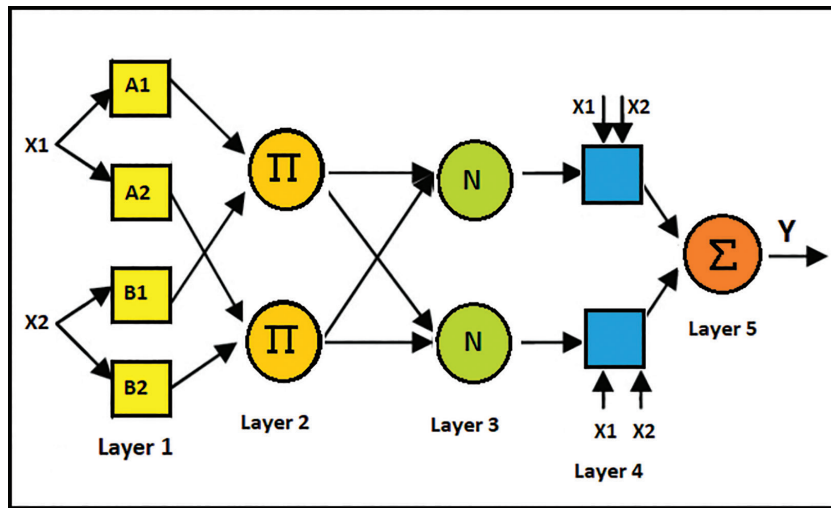 X1
A1
A2
X2
B1
B2
Layer 1
Π
Π
Layer 2
N
N
Layer 3
X1 X2
X1 X2
Layer 4
Σ
Layer 5
Y